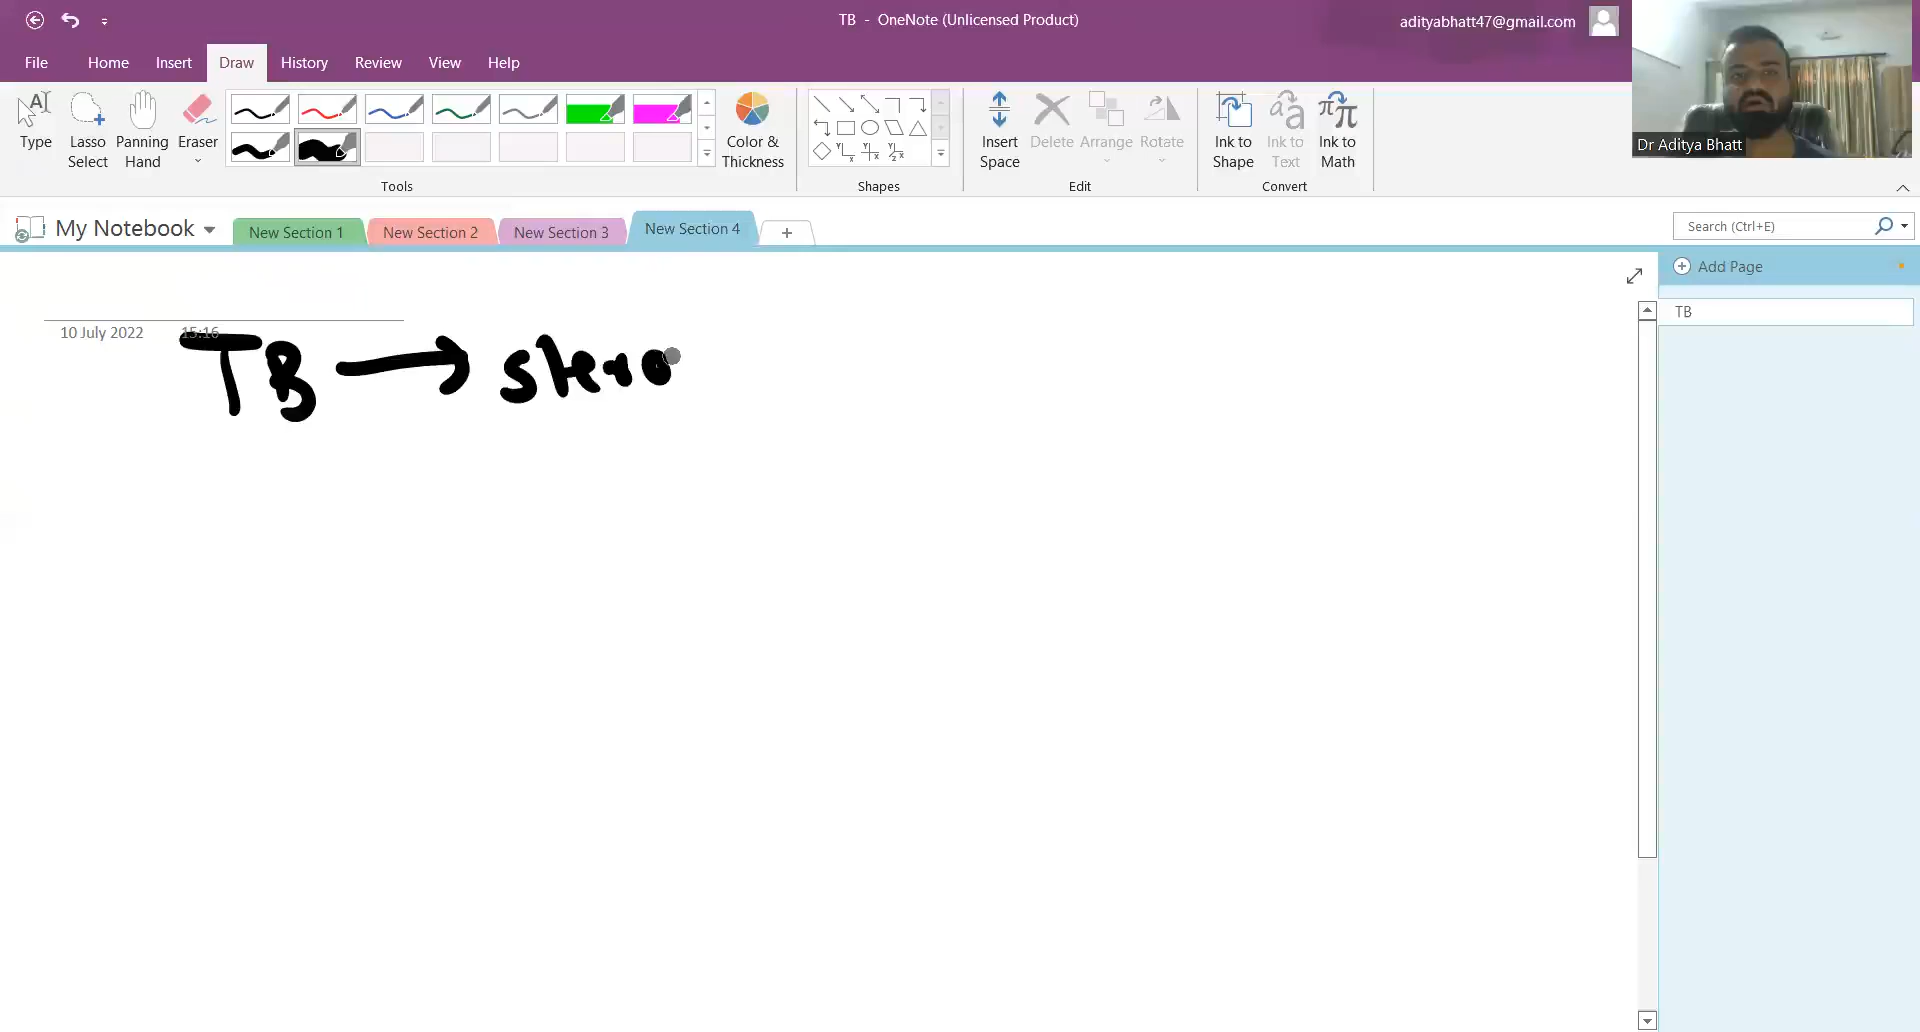 TB - OneNote (Unlicensed Product)
adityabhatt47@gmail.com
File Home Insert Draw History Review View Help
Type
Lasso Select
Panning Hand
Eraser
Color & Thickness
Insert Space
Delete
Arrange
Rotate
Ink to Shape
Ink to Text
Ink to Math
Tools Shapes Edit Convert
Dr Aditya Bhatt
My Notebook New Section 1 New Section 2 New Section 3 New Section 4
Search (Ctrl+E)
Add Page
TB
10 July 2022 15:16
TB → stero